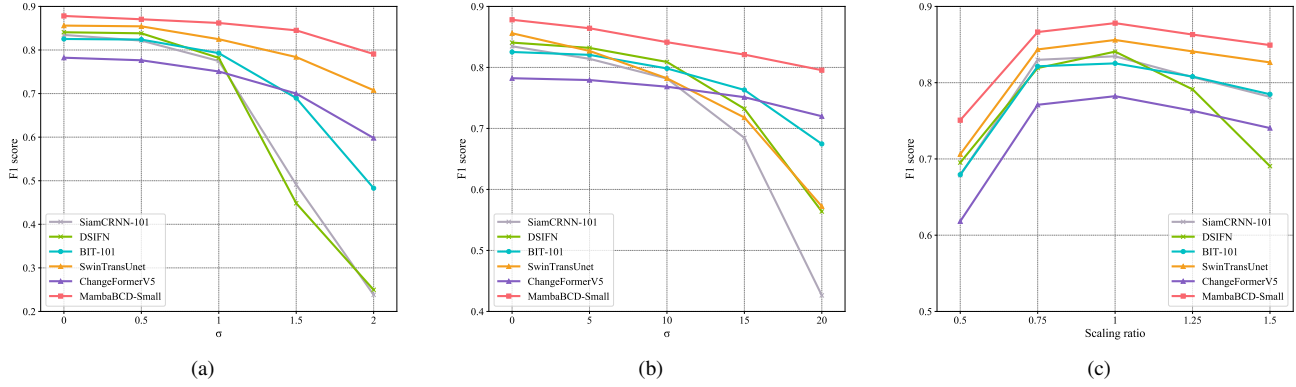 0.9
0.8
0.7
0.6
0.5
0.4
0.3
0.2
F1 score
SiamCRNN-101
DSIFN
BIT-101
SwinTransUnet
ChangeFormerV5
MambaBCD-Small
0 0.5 1 1.5 2
σ
(a)
0.9
0.8
0.7
0.6
0.5
0.4
F1 score
SiamCRNN-101
DSIFN
BIT-101
SwinTransUnet
ChangeFormerV5
MambaBCD-Small
0 5 10 15 20
σ
(b)
0.9
0.8
0.7
0.6
0.5
F1 score
SiamCRNN-101
DSIFN
BIT-101
SwinTransUnet
ChangeFormerV5
MambaBCD-Small
0.5 0.75 1 1.25 1.5
Scaling ratio
(c)